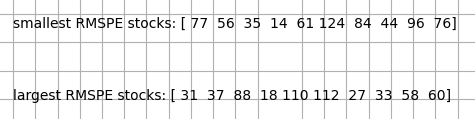 smallest RMSPE stocks: [ 77  56  35  14  61 124  84  44  96  76]
largest RMSPE stocks: [ 31  37  88  18 110 112  27  33  58  60]